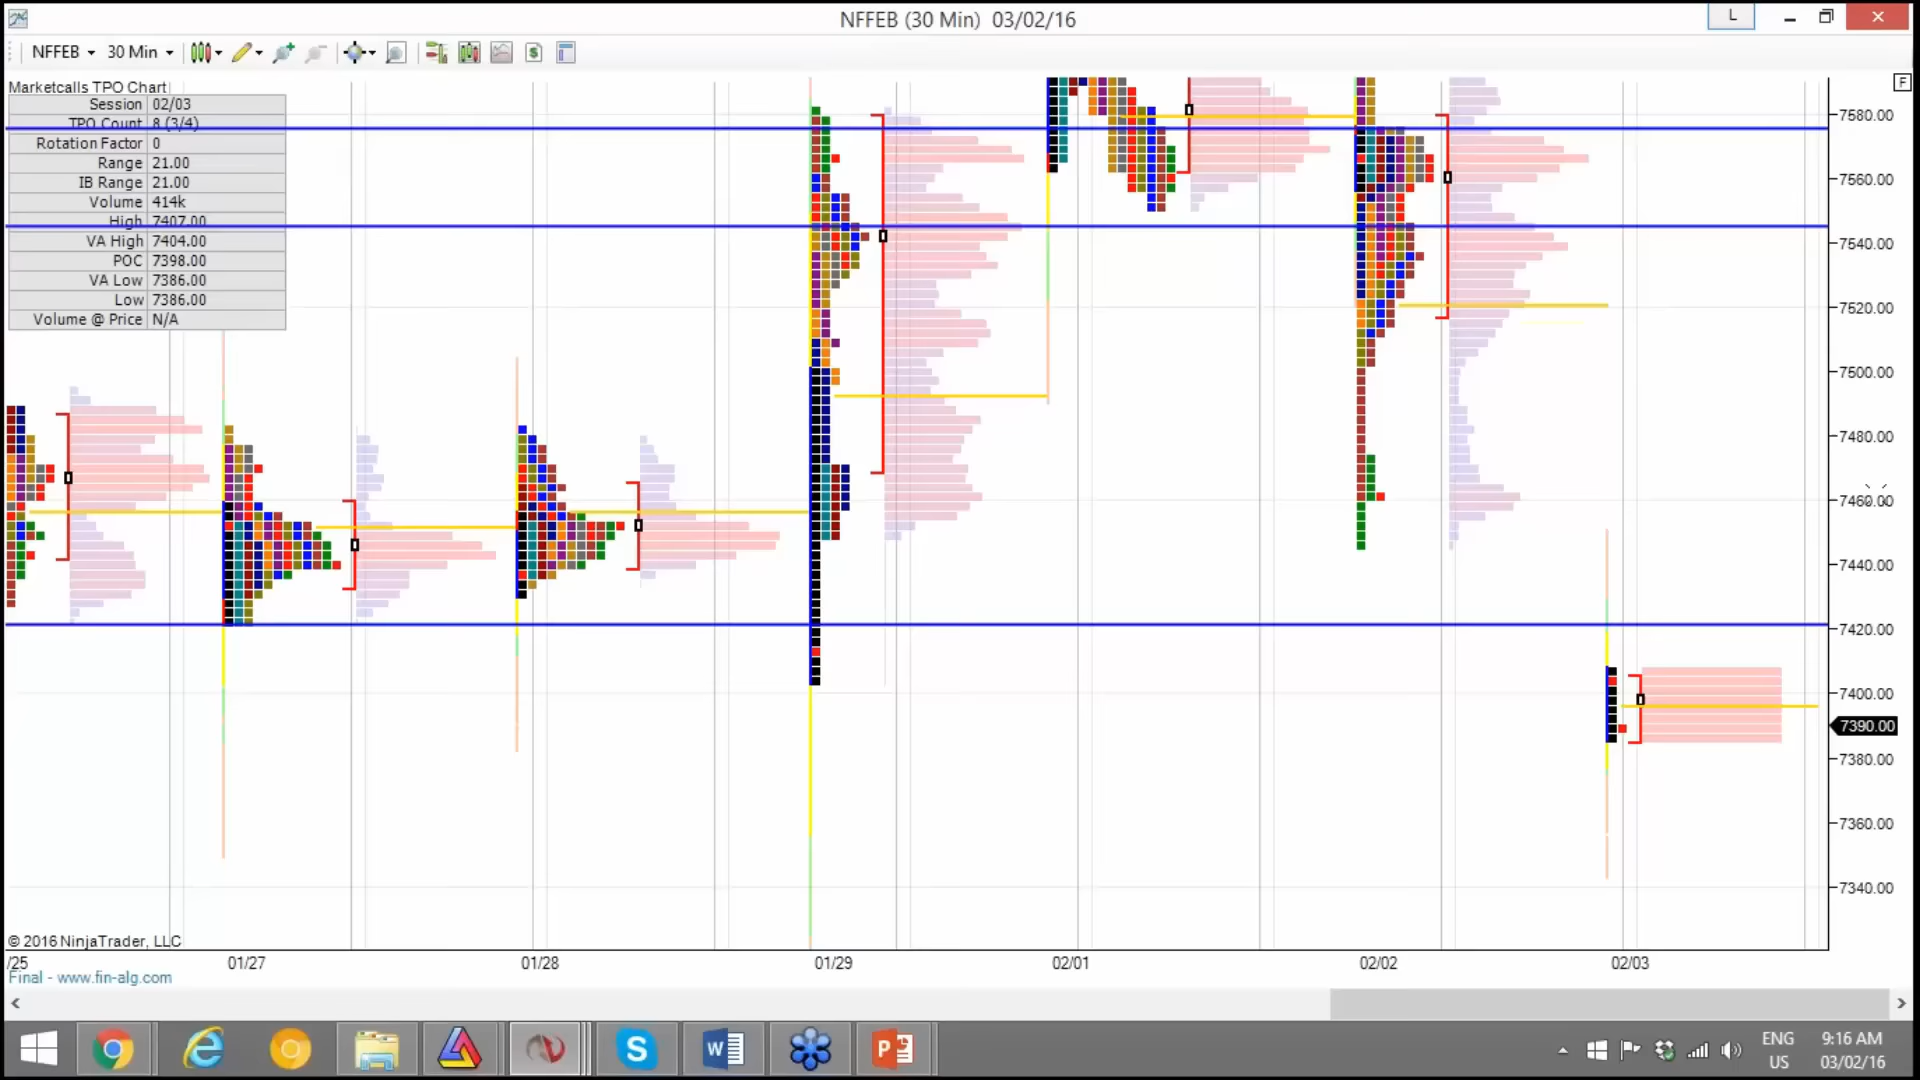 NFFEB (30 Min) 03/02/16
L
NFFEB 30 Min
Marketcalls TPO Chart
F
Session 02/03
TPO Count 8 (3/4)
Rotation Factor 0
Range 21.00
IB Range 21.00
Volume 414k
High 7407.00
VA High 7404.00
POC 7398.00
VA Low 7386.00
Low 7386.00
Volume @ Price N/A
7580.00
7560.00
7540.00
7520.00
7500.00
7480.00
7460.00
7440.00
7420.00
7400.00
7390.00
7380.00
7360.00
7340.00
© 2016 NinjaTrader, LLC
/25 01/27 01/28 01/29 02/01 02/02 02/03
Final - www.fin-alg.com
ENG 9:16 AM
US 03/02/16